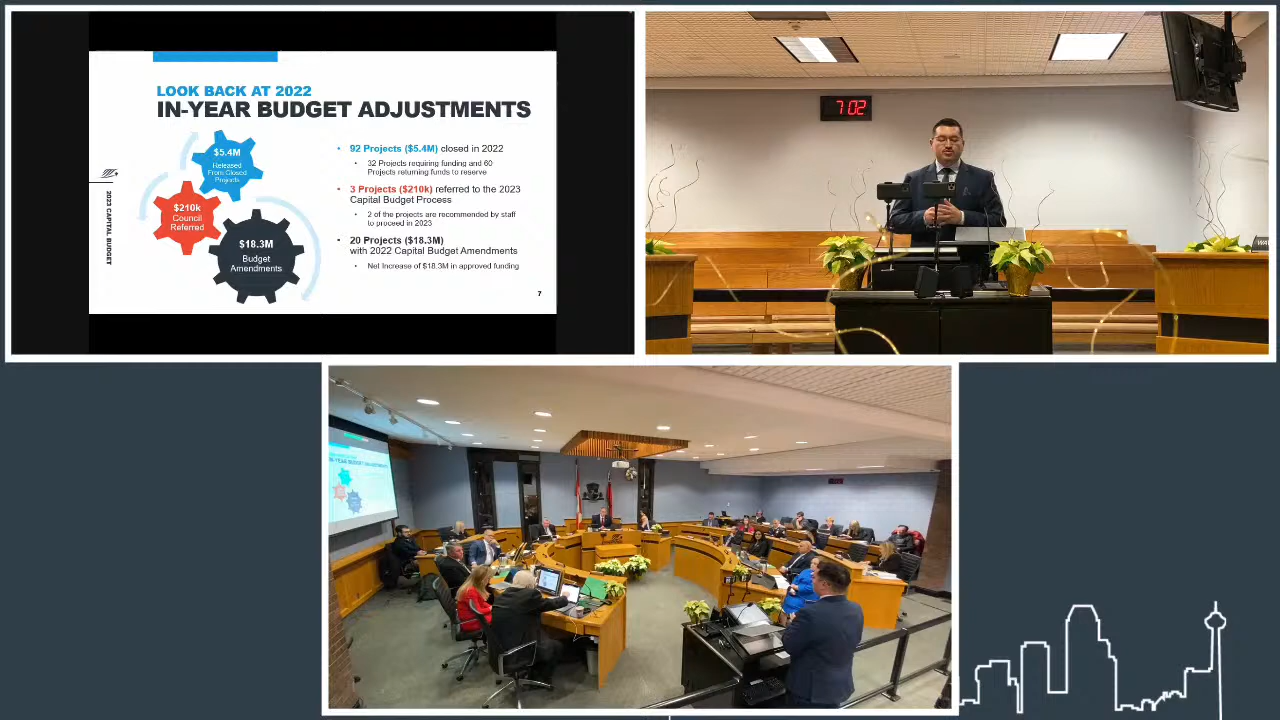 LOOK BACK AT 2022
IN-YEAR BUDGET ADJUSTMENTS
$5.4M
Released
From Closed
Projects
$210k
Council
Referred
$18.3M
Budget
Amendments
2023 CAPITAL BUDGET
• 92 Projects ($5.4M) closed in 2022
• 32 Projects requiring funding and 60
Projects returning funds to reserve
• 3 Projects ($210k) referred to the 2023
Capital Budget Process
• 2 of the projects are recommended by staff
to proceed in 2023
• 20 Projects ($18.3M)
with 2022 Capital Budget Amendments
• Net Increase of $18.3M in approved funding
7
7:02
IN-YEAR BUDGET ADJUSTMENTS